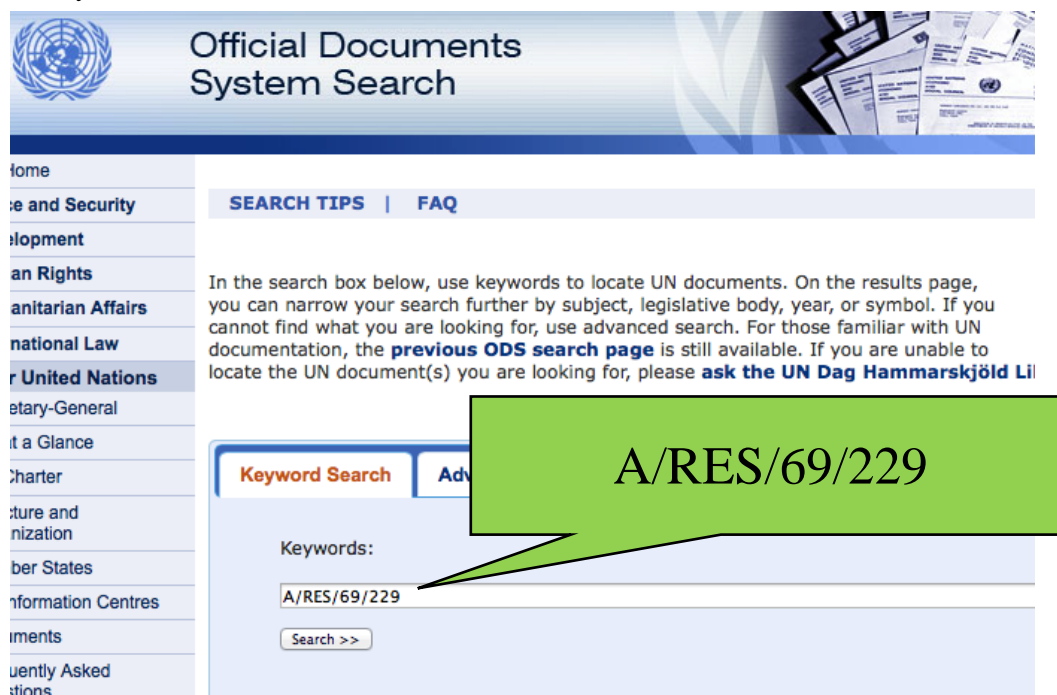 Official Documents
System Search
Home
ce and Security
elopment
an Rights
anitarian Affairs
national Law
r United Nations
etary-General
at a Glance
Charter
cture and
nization
ber States
nformation Centres
uments
uently Asked
stions
SEARCH TIPS | FAQ
In the search box below, use keywords to locate UN documents. On the results page,
you can narrow your search further by subject, legislative body, year, or symbol. If you
cannot find what you are looking for, use advanced search. For those familiar with UN
documentation, the previous ODS search page is still available. If you are unable to
locate the UN document(s) you are looking for, please ask the UN Dag Hammarskjöld Li
Keyword Search Adv
A/RES/69/229
Keywords:
A/RES/69/229
Search >>